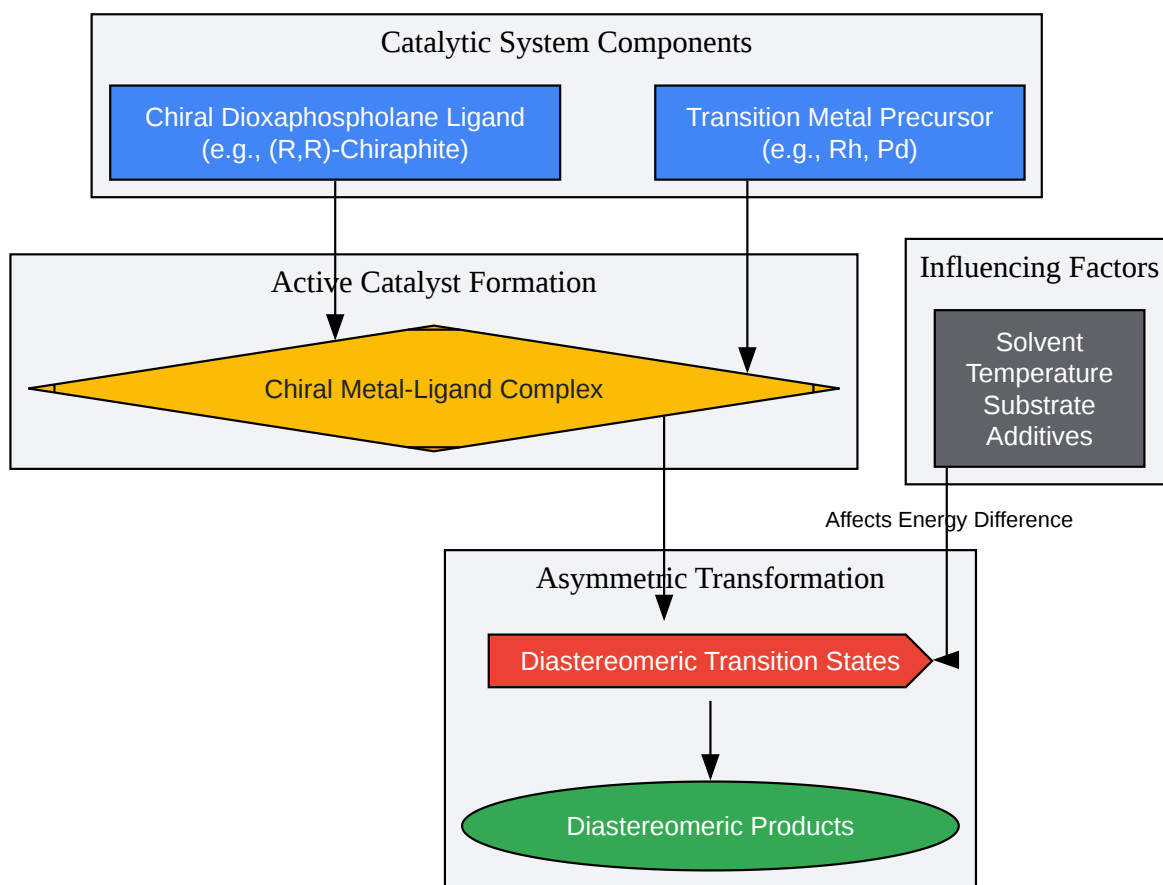 Catalytic System Components
Chiral Dioxaphospholane Ligand
(e.g., (R,R)-Chiraphite)
Transition Metal Precursor
(e.g., Rh, Pd)
Active Catalyst Formation
Chiral Metal-Ligand Complex
Influencing Factors
Solvent
Temperature
Substrate
Additives
Affects Energy Difference
Asymmetric Transformation
Diastereomeric Transition States
Diastereomeric Products